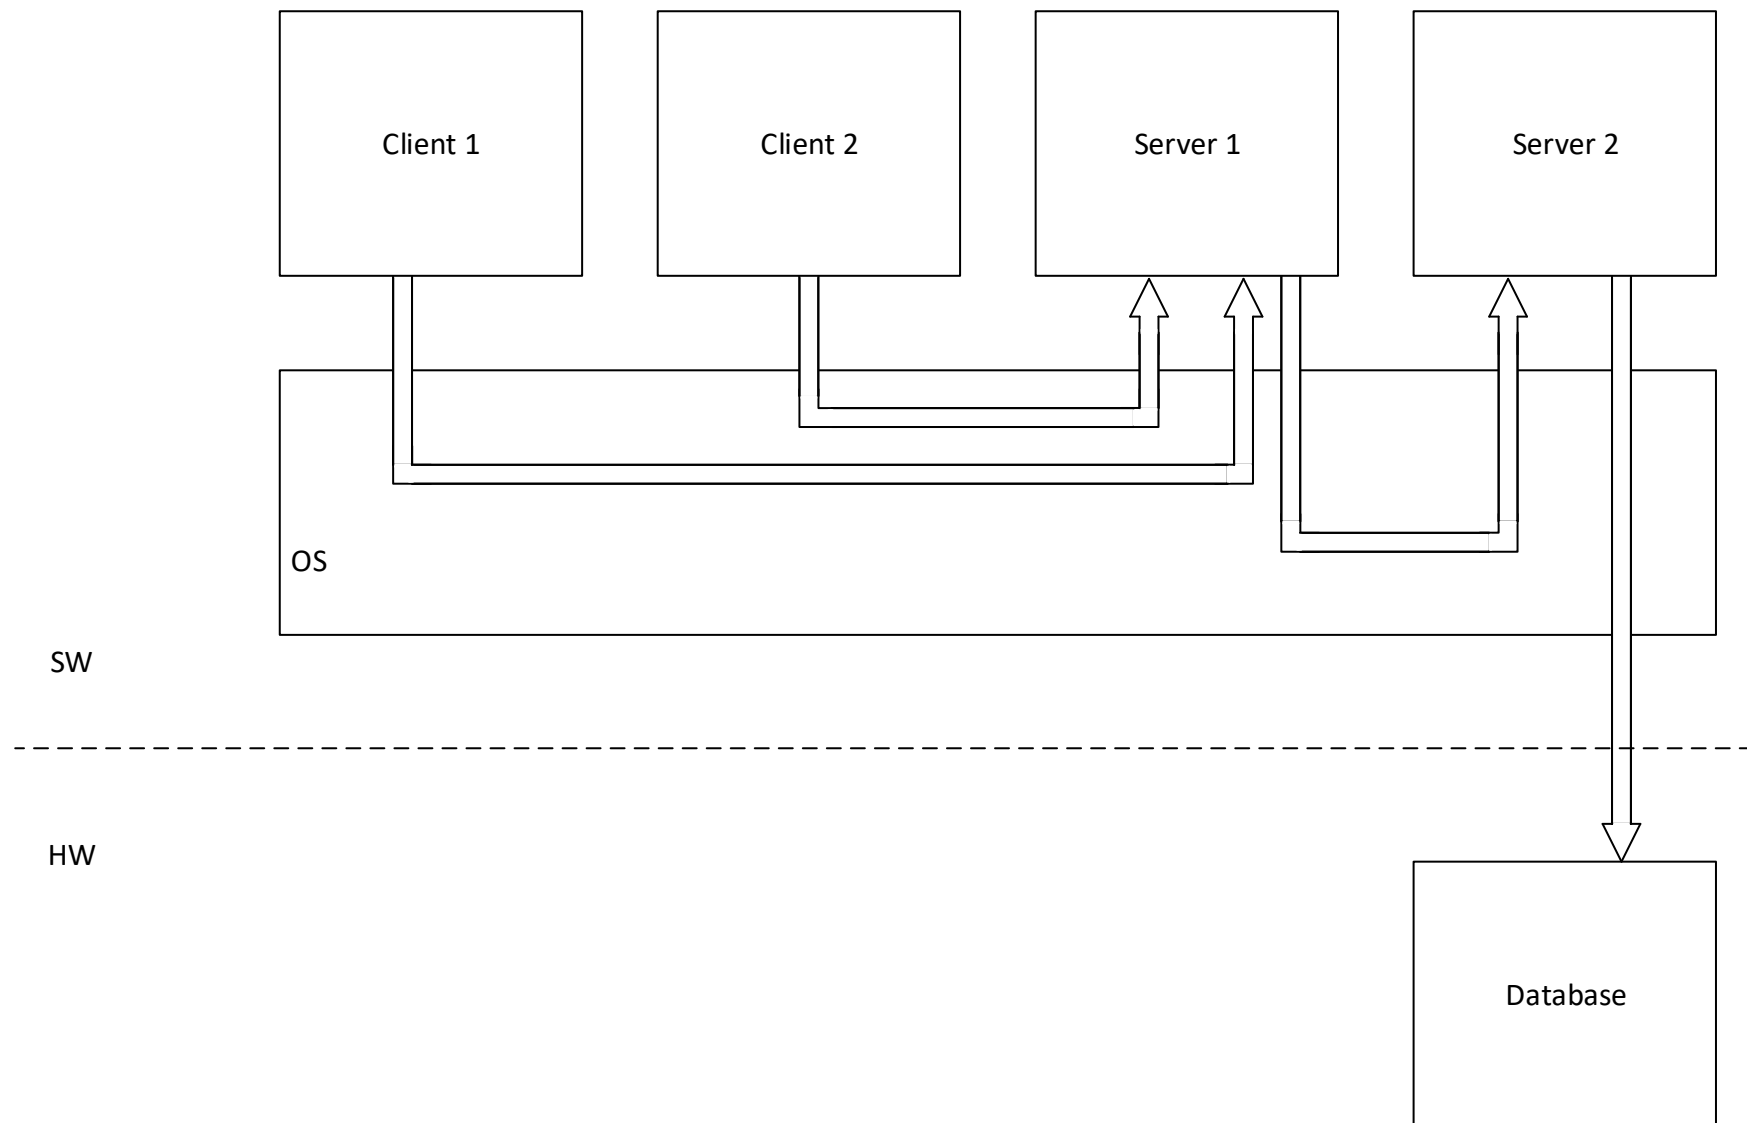 Client 1
Client 2
Server 1
Server 2
OS
SW
HW
Database